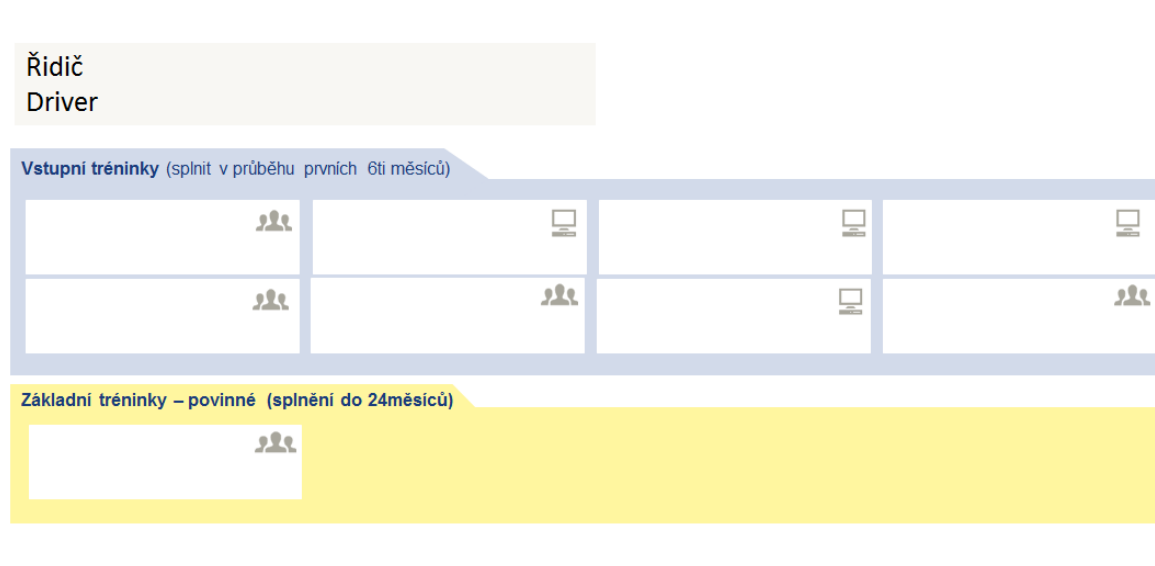 Řidič
Driver
Vstupní tréninky (splnit v průběhu prvních 6ti měsíců)
Základní tréninky – povinné (splnění do 24měsíců)